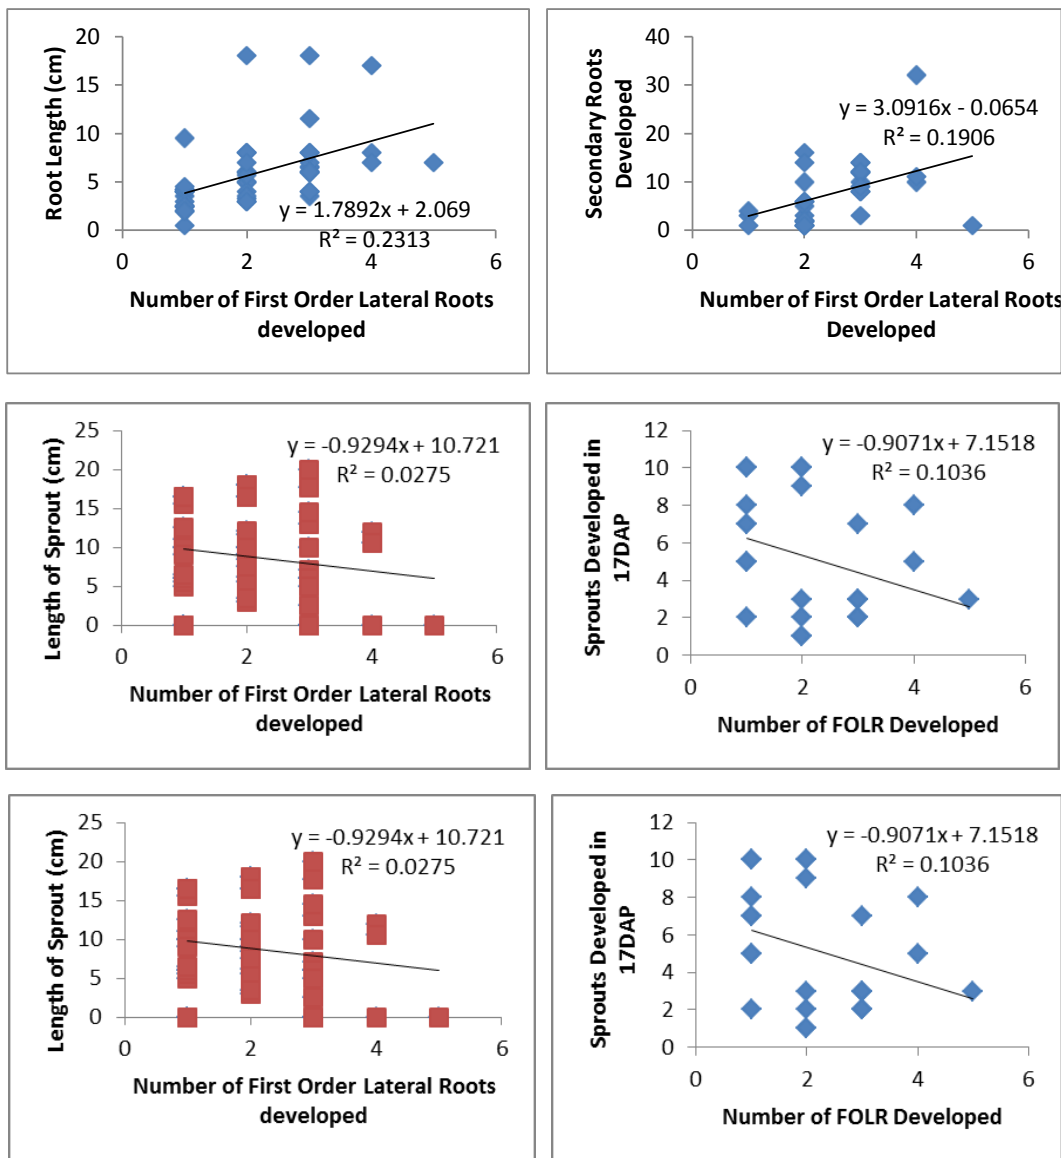 Root Length (cm)
20
15
10
5
0
y = 1.7892x + 2.069
R² = 0.2313
0 2 4 6
Number of First Order Lateral Roots
developed
Secondary Roots
Developed
40
30
20
10
0
y = 3.0916x - 0.0654
R² = 0.1906
0 2 4 6
Number of First Order Lateral Roots
Developed
Length of Sprout (cm)
25
20
15
10
5
0
y = -0.9294x + 10.721
R² = 0.0275
0 2 4 6
Number of First Order Lateral Roots
developed
Sprouts Developed in
17DAP
12
10
8
6
4
2
0
y = -0.9071x + 7.1518
R² = 0.1036
0 2 4 6
Number of FOLR Developed
Length of Sprout (cm)
25
20
15
10
5
0
y = -0.9294x + 10.721
R² = 0.0275
0 2 4 6
Number of First Order Lateral Roots
developed
Sprouts Developed in
17DAP
12
10
8
6
4
2
0
y = -0.9071x + 7.1518
R² = 0.1036
0 2 4 6
Number of FOLR Developed